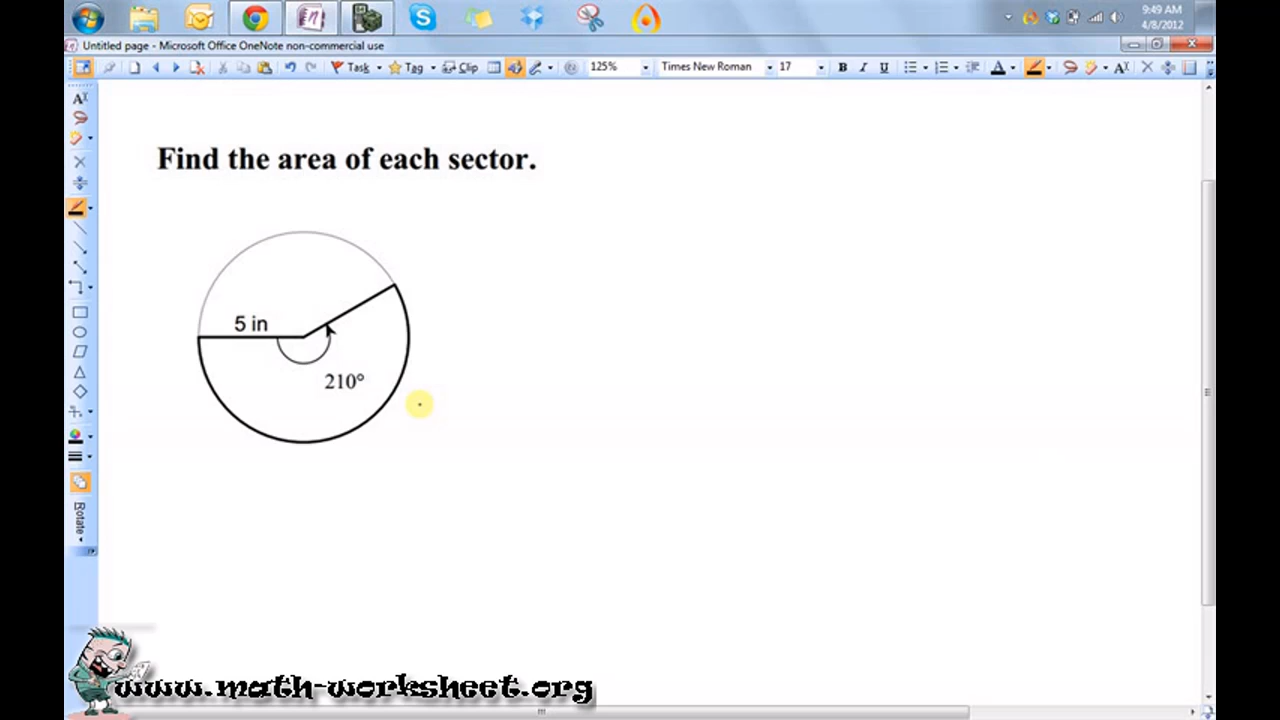 9:49 AM
4/8/2012
Untitled page - Microsoft Office OneNote non-commercial use
Task Tag Clip 125% Times New Roman 17 B I U A
Find the area of each sector.
5 in
210°
Rotate
www.math-worksheet.org